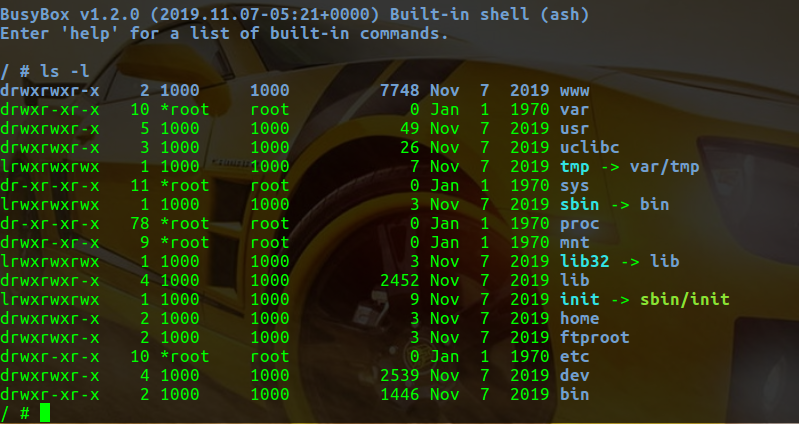 BusyBox v1.2.0 (2019.11.07-05:21+0000) Built-in shell (ash)
Enter 'help' for a list of built-in commands.
/ # ls -l
drwxrwxr-x    2 1000     1000         7748 Nov  7  2019 www
drwxr-xr-x   10 *root    root            0 Jan  1  1970 var
drwxrwxr-x    5 1000     1000           49 Nov  7  2019 usr
drwxrwxr-x    3 1000     1000           26 Nov  7  2019 uclibc
lrwxrwxrwx    1 1000     1000            7 Nov  7  2019 tmp -> var/tmp
dr-xr-xr-x   11 *root    root            0 Jan  1  1970 sys
lrwxrwxrwx    1 1000     1000            3 Nov  7  2019 sbin -> bin
dr-xr-xr-x   78 *root    root            0 Jan  1  1970 proc
drwxrwxr-x    9 *root    root            0 Jan  1  1970 mnt
lrwxrwxrwx    1 1000     1000            3 Nov  7  2019 lib32 -> lib
drwxrwxr-x    4 1000     1000         2452 Nov  7  2019 lib
lrwxrwxrwx    1 1000     1000            9 Nov  7  2019 init -> sbin/init
drwxrwxr-x    2 1000     1000            3 Nov  7  2019 home
drwxrwxr-x    2 1000     1000            3 Nov  7  2019 ftproot
drwxr-xr-x   10 *root    root            0 Jan  1  1970 etc
drwxrwxr-x    4 1000     1000         2539 Nov  7  2019 dev
drwxrwxr-x    2 1000     1000         1446 Nov  7  2019 bin
/ #